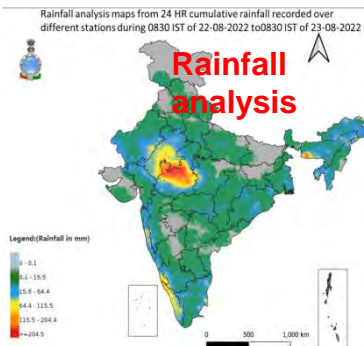 Rainfall analysis maps from 24 HR cumulative rainfall recorded over
different stations during 0830 IST of 22-08-2022 to0830 IST of 23-08-2022
Rainfall
analysis
Legend:(Rainfall in mm)
0 - 0.1
0.1 - 15.5
15.6 - 64.4
64.4 - 115.5
115.5 - 204.4
>=204.5
0 500 1,000 km